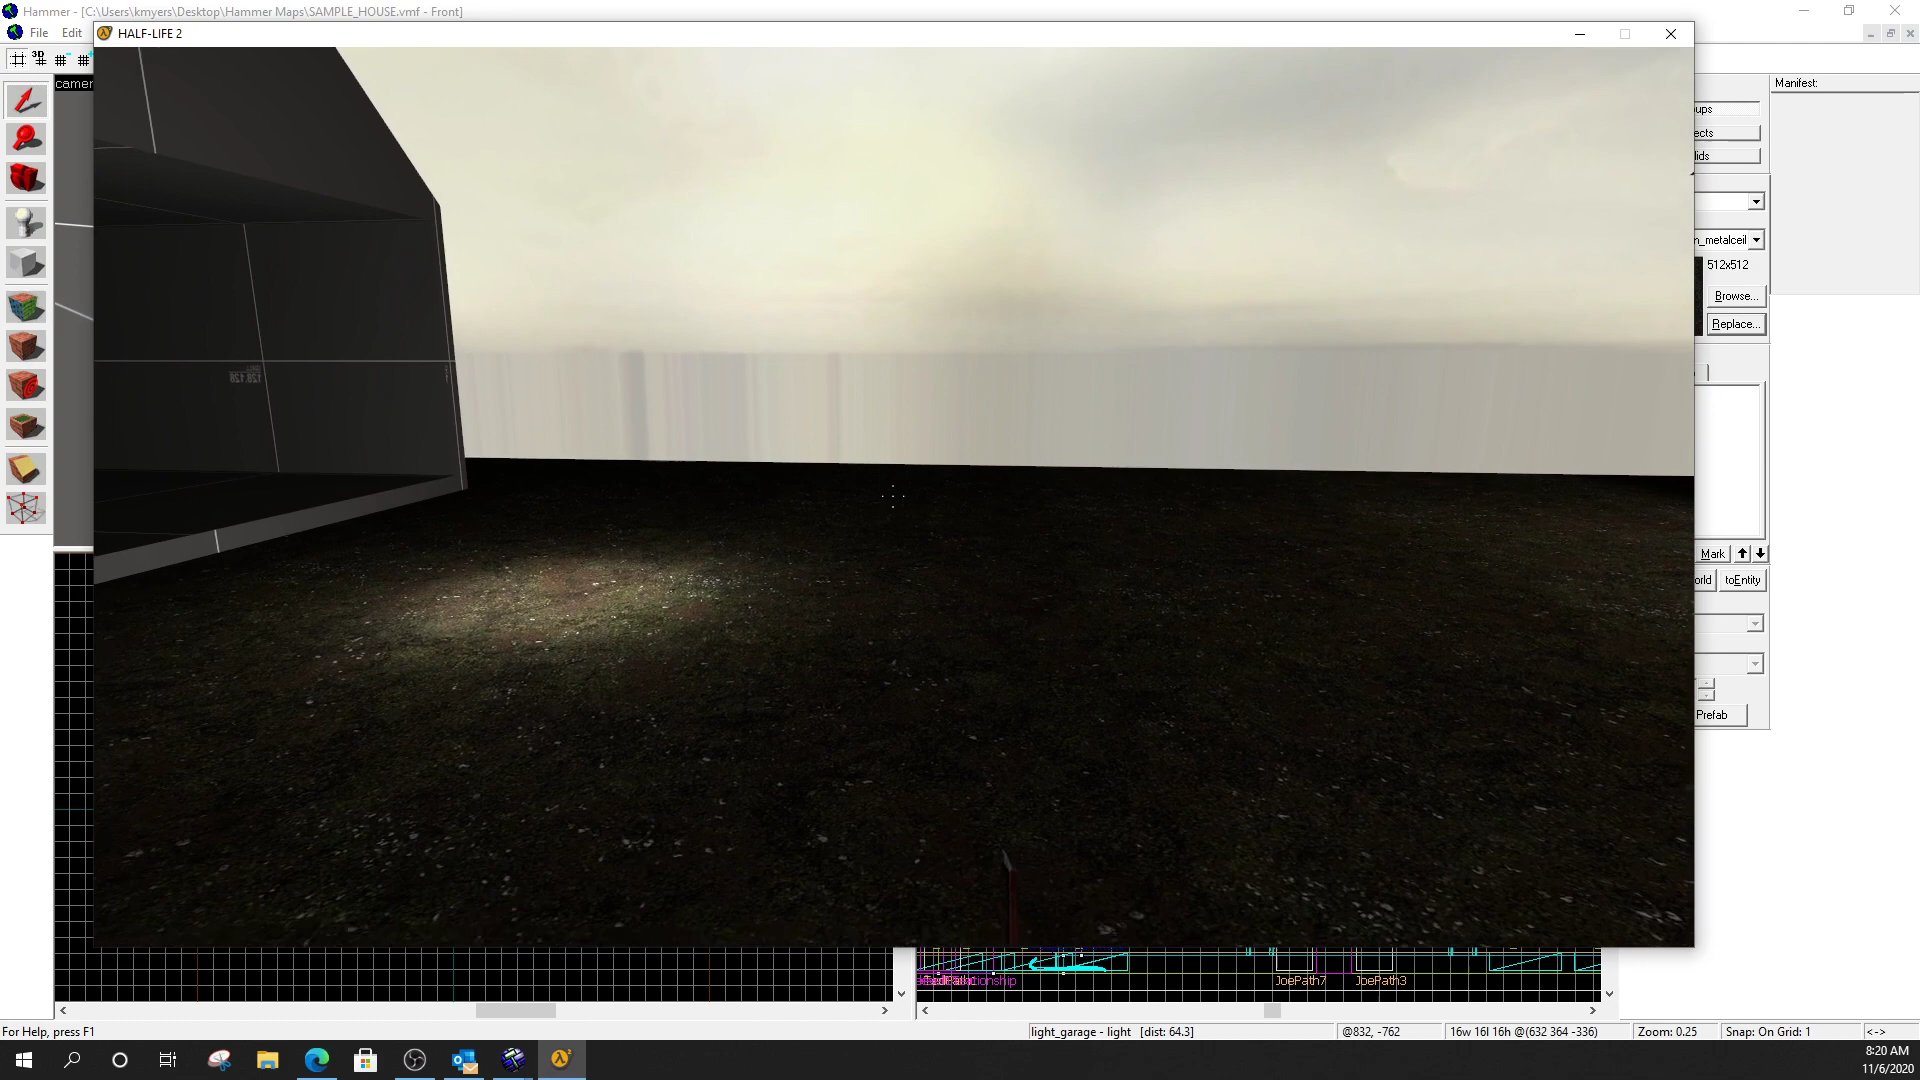 Hammer - [C:\Users\kmyers\Desktop\Hammer Maps\SAMPLE_HOUSE.vmf - Front]
File Edit
HALF-LIFE 2
3D
camer
Manifest:
ups
ects
lids
n_metalceil
512x512
Browse...
Replace...
128.128
Mark
orld
toEntity
Prefab
JoePath7
JoePath3
For Help, press F1
light_garage - light [dist: 64.3]
@832, -762
16w 16l 16h @(632 364 -336)
Zoom: 0.25
Snap: On Grid: 1
<->
8:20 AM
11/6/2020